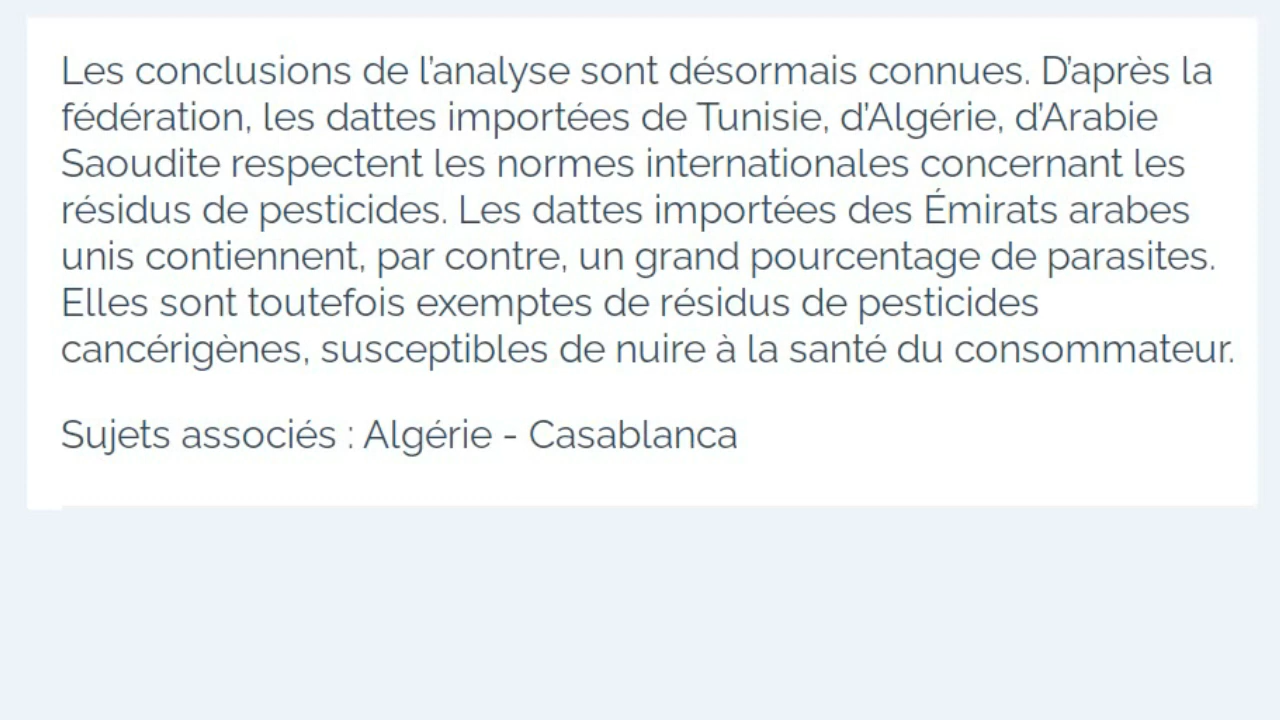 Les conclusions de l’analyse sont désormais connues. D’après la
fédération, les dattes importées de Tunisie, d’Algérie, d’Arabie
Saoudite respectent les normes internationales concernant les
résidus de pesticides. Les dattes importées des Émirats arabes
unis contiennent, par contre, un grand pourcentage de parasites.
Elles sont toutefois exemptes de résidus de pesticides
cancérigènes, susceptibles de nuire à la santé du consommateur.
Sujets associés : Algérie - Casablanca